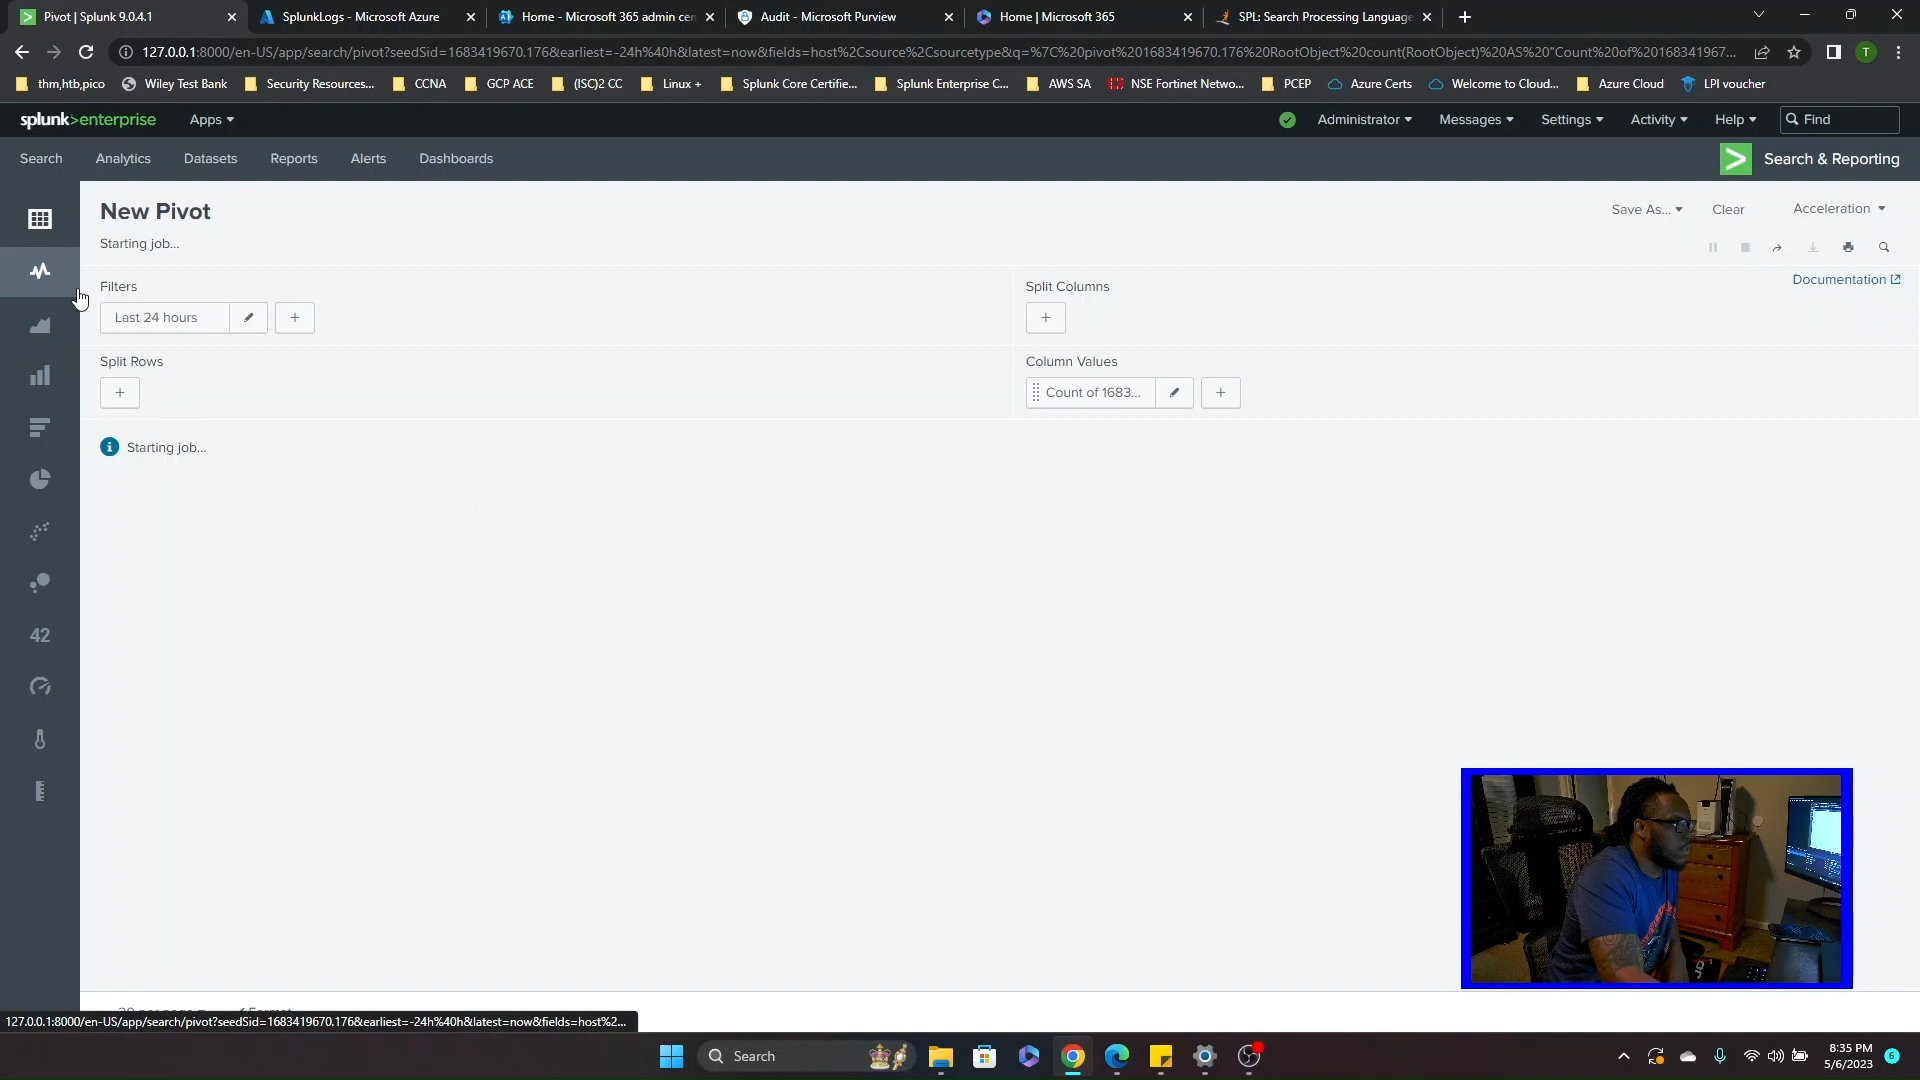 Pivot | Splunk 9.0.4.1
SplunkLogs - Microsoft Azure
Home - Microsoft 365 admin cen
Audit - Microsoft Purview
Home | Microsoft 365
SPL: Search Processing Language
127.0.0.1:8000/en-US/app/search/pivot?seedSid=1683419670.176&earliest=-24h%40h&latest=now&fields=host%2Csource%2Csourcetype&q=%7C%20pivot%201683419670.176%20RootObject%20count(RootObject)%20AS%20"Count%20of%20168341967...
thm,htb,pico
Wiley Test Bank
Security Resources...
CCNA
GCP ACE
(ISC)2 CC
Linux +
Splunk Core Certifie...
Splunk Enterprise C...
AWS SA
NSE Fortinet Netwo...
PCEP
Azure Certs
Welcome to Cloud...
Azure Cloud
LPI voucher
splunk>enterprise
Apps
Administrator
Messages
Settings
Activity
Help
Find
Search
Analytics
Datasets
Reports
Alerts
Dashboards
Search & Reporting
New Pivot
Save As...
Clear
Acceleration
Starting job...
Documentation
Filters
Last 24 hours
Split Columns
Split Rows
Column Values
Count of 1683...
Starting job...
42
127.0.0.1:8000/en-US/app/search/pivot?seedSid=1683419670.176&earliest=-24h%40h&latest=now&fields=host%2...
Search
8:35 PM
5/6/2023
6